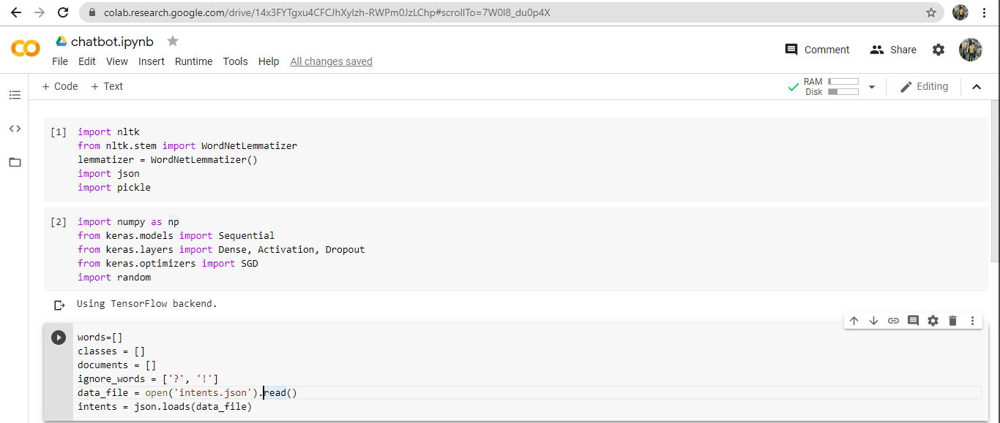 colab.research.google.com/drive/14x3FYTgxu4CFCJhXylzh-RWPm0JzLChp#scrollTo=7W0I8_du0p4X
chatbot.ipynb
File Edit View Insert Runtime Tools Help All changes saved
Comment Share
+ Code + Text
RAM
Disk
Editing
[1] import nltk
from nltk.stem import WordNetLemmatizer
lemmatizer = WordNetLemmatizer()
import json
import pickle
[2] import numpy as np
from keras.models import Sequential
from keras.layers import Dense, Activation, Dropout
from keras.optimizers import SGD
import random
Using TensorFlow backend.
words=[]
classes = []
documents = []
ignore_words = ['?', '!']
data_file = open('intents.json').read()
intents = json.loads(data_file)